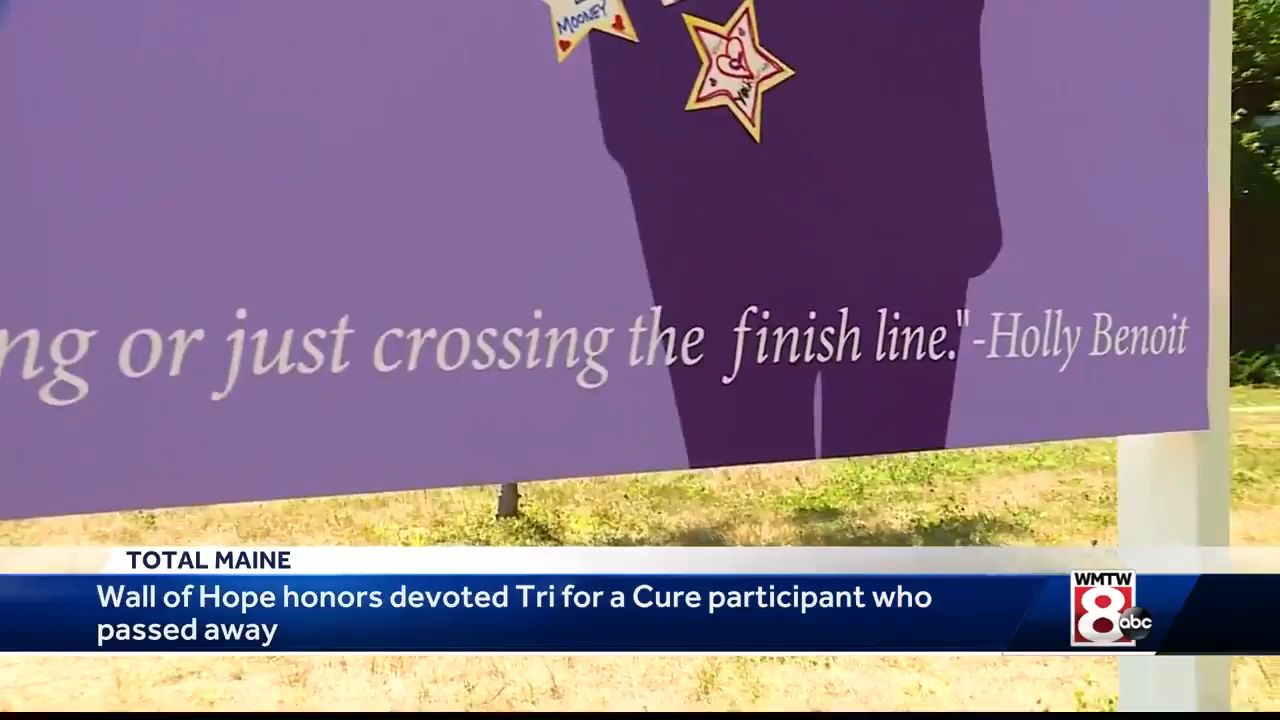 MOONEY
ng or just crossing the finish line." -Holly Benoit
TOTAL MAINE
Wall of Hope honors devoted Tri for a Cure participant who
passed away
WMTW
8
abc